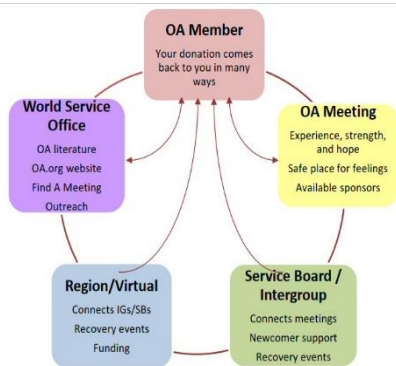 OA Member
Your donation comes
back to you in many
ways
World Service
Office
OA literature
OA.org website
Find A Meeting
Outreach
OA Meeting
Experience, strength,
and hope
Safe place for feelings
Available sponsors
Region/Virtual
Connects IGs/SBs
Recovery events
Funding
Service Board /
Intergroup
Connects meetings
Newcomer support
Recovery events